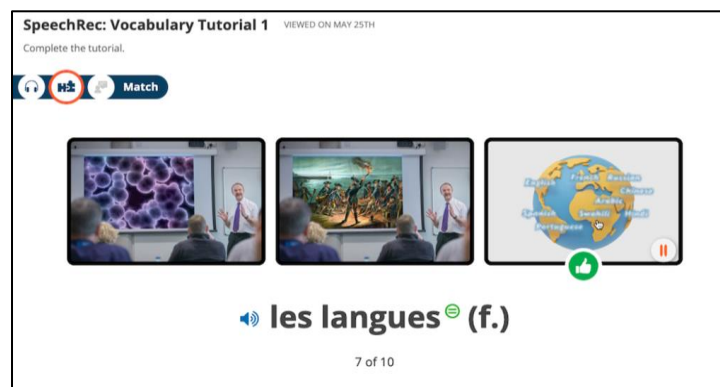 SpeechRec: Vocabulary Tutorial 1 VIEWED ON MAY 25TH
Complete the tutorial.
Match
English French Russian
Chinese
Arabic
Spanish Swahili Hindi
Portuguese
les langues (f.)
7 of 10